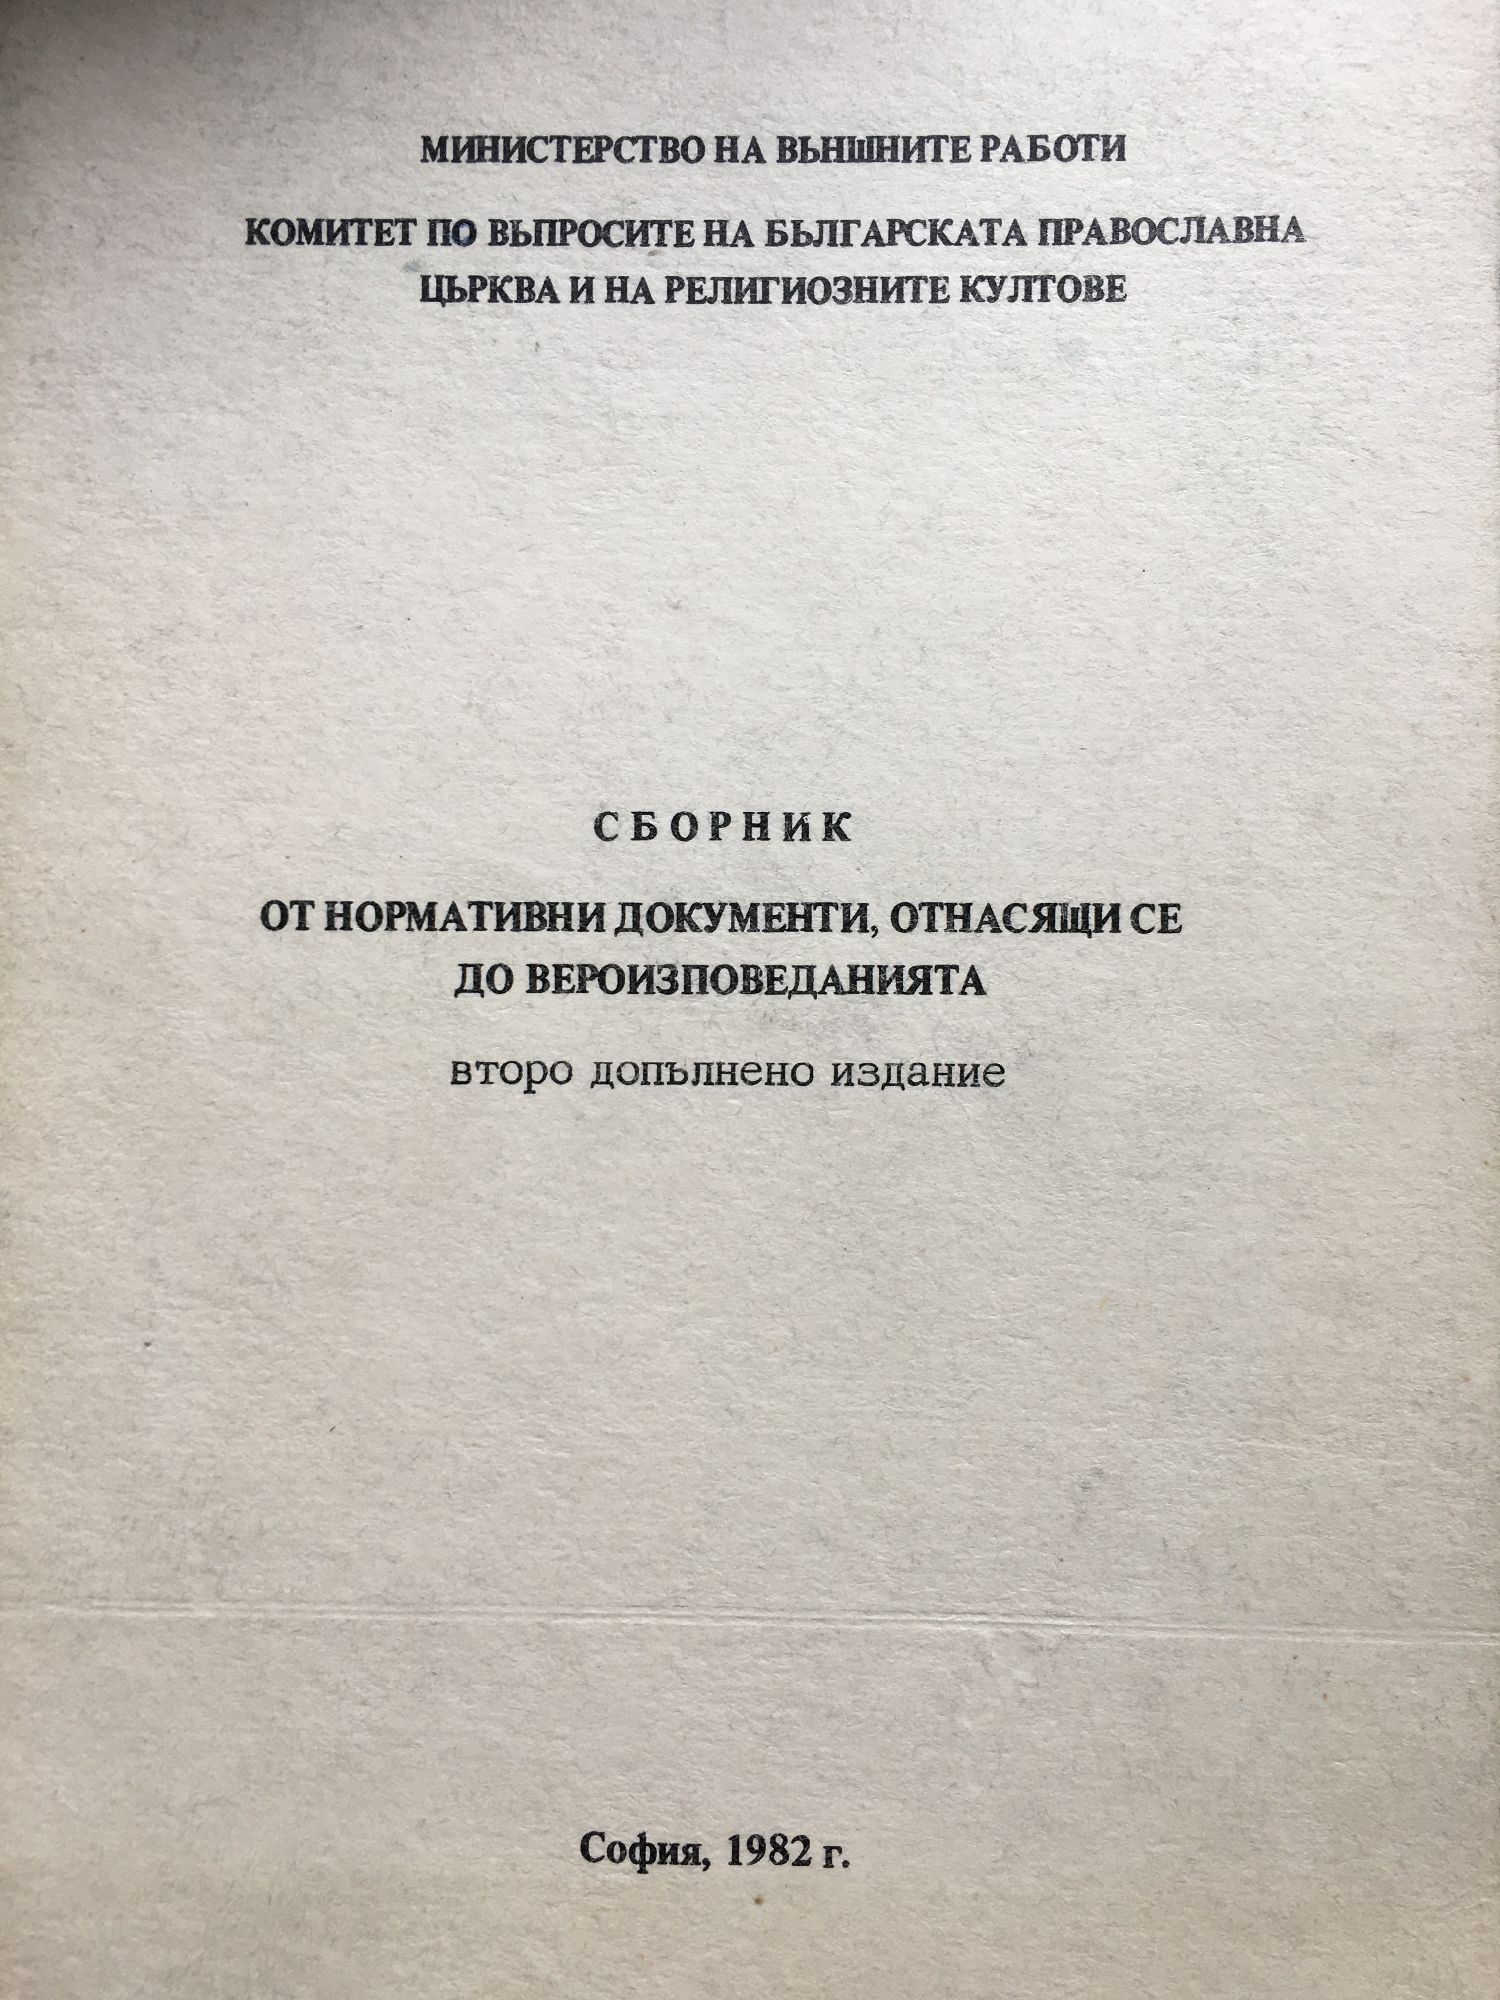 МИНИСТЕРСТВО НА ВЪНШНИТЕ РАБОТИ
КОМИТЕТ ПО ВЪПРОСИТЕ НА БЪЛГАРСКАТА ПРАВОСЛАВНА
ЦЪРКВА И НА РЕЛИГИОЗНИТЕ КУЛТОВЕ
СБОРНИК
ОТ НОРМАТИВНИ ДОКУМЕНТИ, ОТНАСЯЩИ СЕ
ДО ВЕРОИЗПОВЕДАНИЯТА
второ допълнено издание
София, 1982 г.